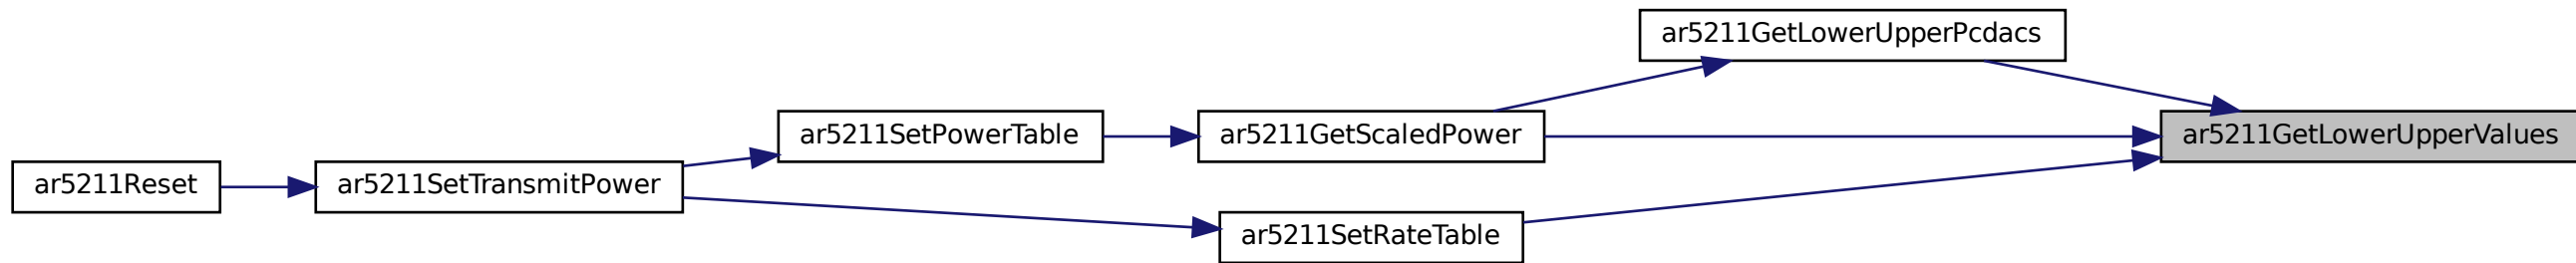 ar5211GetLowerUpperPcdacs
ar5211SetPowerTable
ar5211GetScaledPower
ar5211GetLowerUpperValues
ar5211Reset
ar5211SetTransmitPower
ar5211SetRateTable